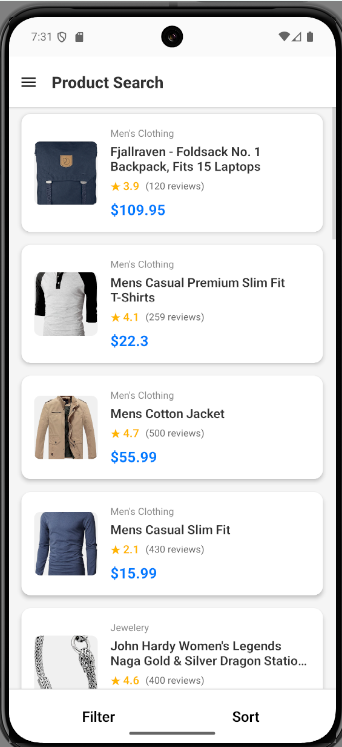 7:31
Product Search
Men's Clothing
Fjallraven - Foldsack No. 1
Backpack, Fits 15 Laptops
★ 3.9 (120 reviews)
$109.95
Men's Clothing
Mens Casual Premium Slim Fit
T-Shirts
★ 4.1 (259 reviews)
$22.3
Men's Clothing
Mens Cotton Jacket
★ 4.7 (500 reviews)
$55.99
Men's Clothing
Mens Casual Slim Fit
★ 2.1 (430 reviews)
$15.99
Jewelery
John Hardy Women's Legends
Naga Gold & Silver Dragon Statio...
★ 4.6 (400 reviews)
Filter Sort